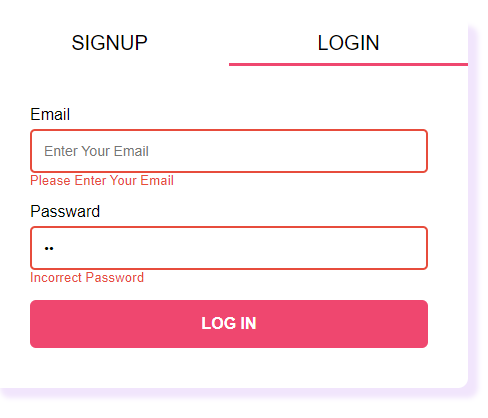 SIGNUP LOGIN
Email
Enter Your Email
Please Enter Your Email
Passward
••
Incorrect Password
LOG IN